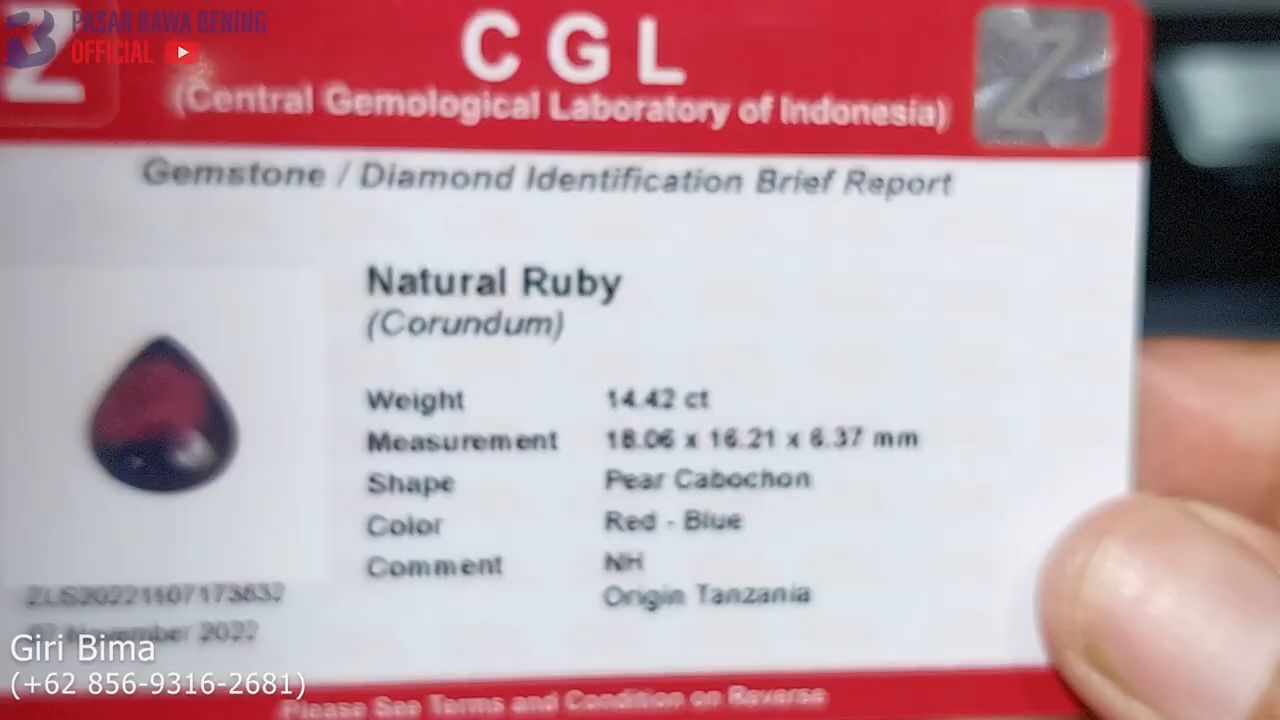 PASAR RAWA BENING
OFFICIAL
Z
CGL
(Central Gemological Laboratory of Indonesia)
Z
Gemstone / Diamond Identification Brief Report
Natural Ruby
(Corundum)
Weight 14.42 ct
Measurement 18.06 x 16.21 x 6.37 mm
Shape Pear Cabochon
Color Red - Blue
Comment NH
Origin Tanzania
07 November 2022
Giri Bima
(+62 856-9316-2681)
Please See Terms and Condition on Reverse